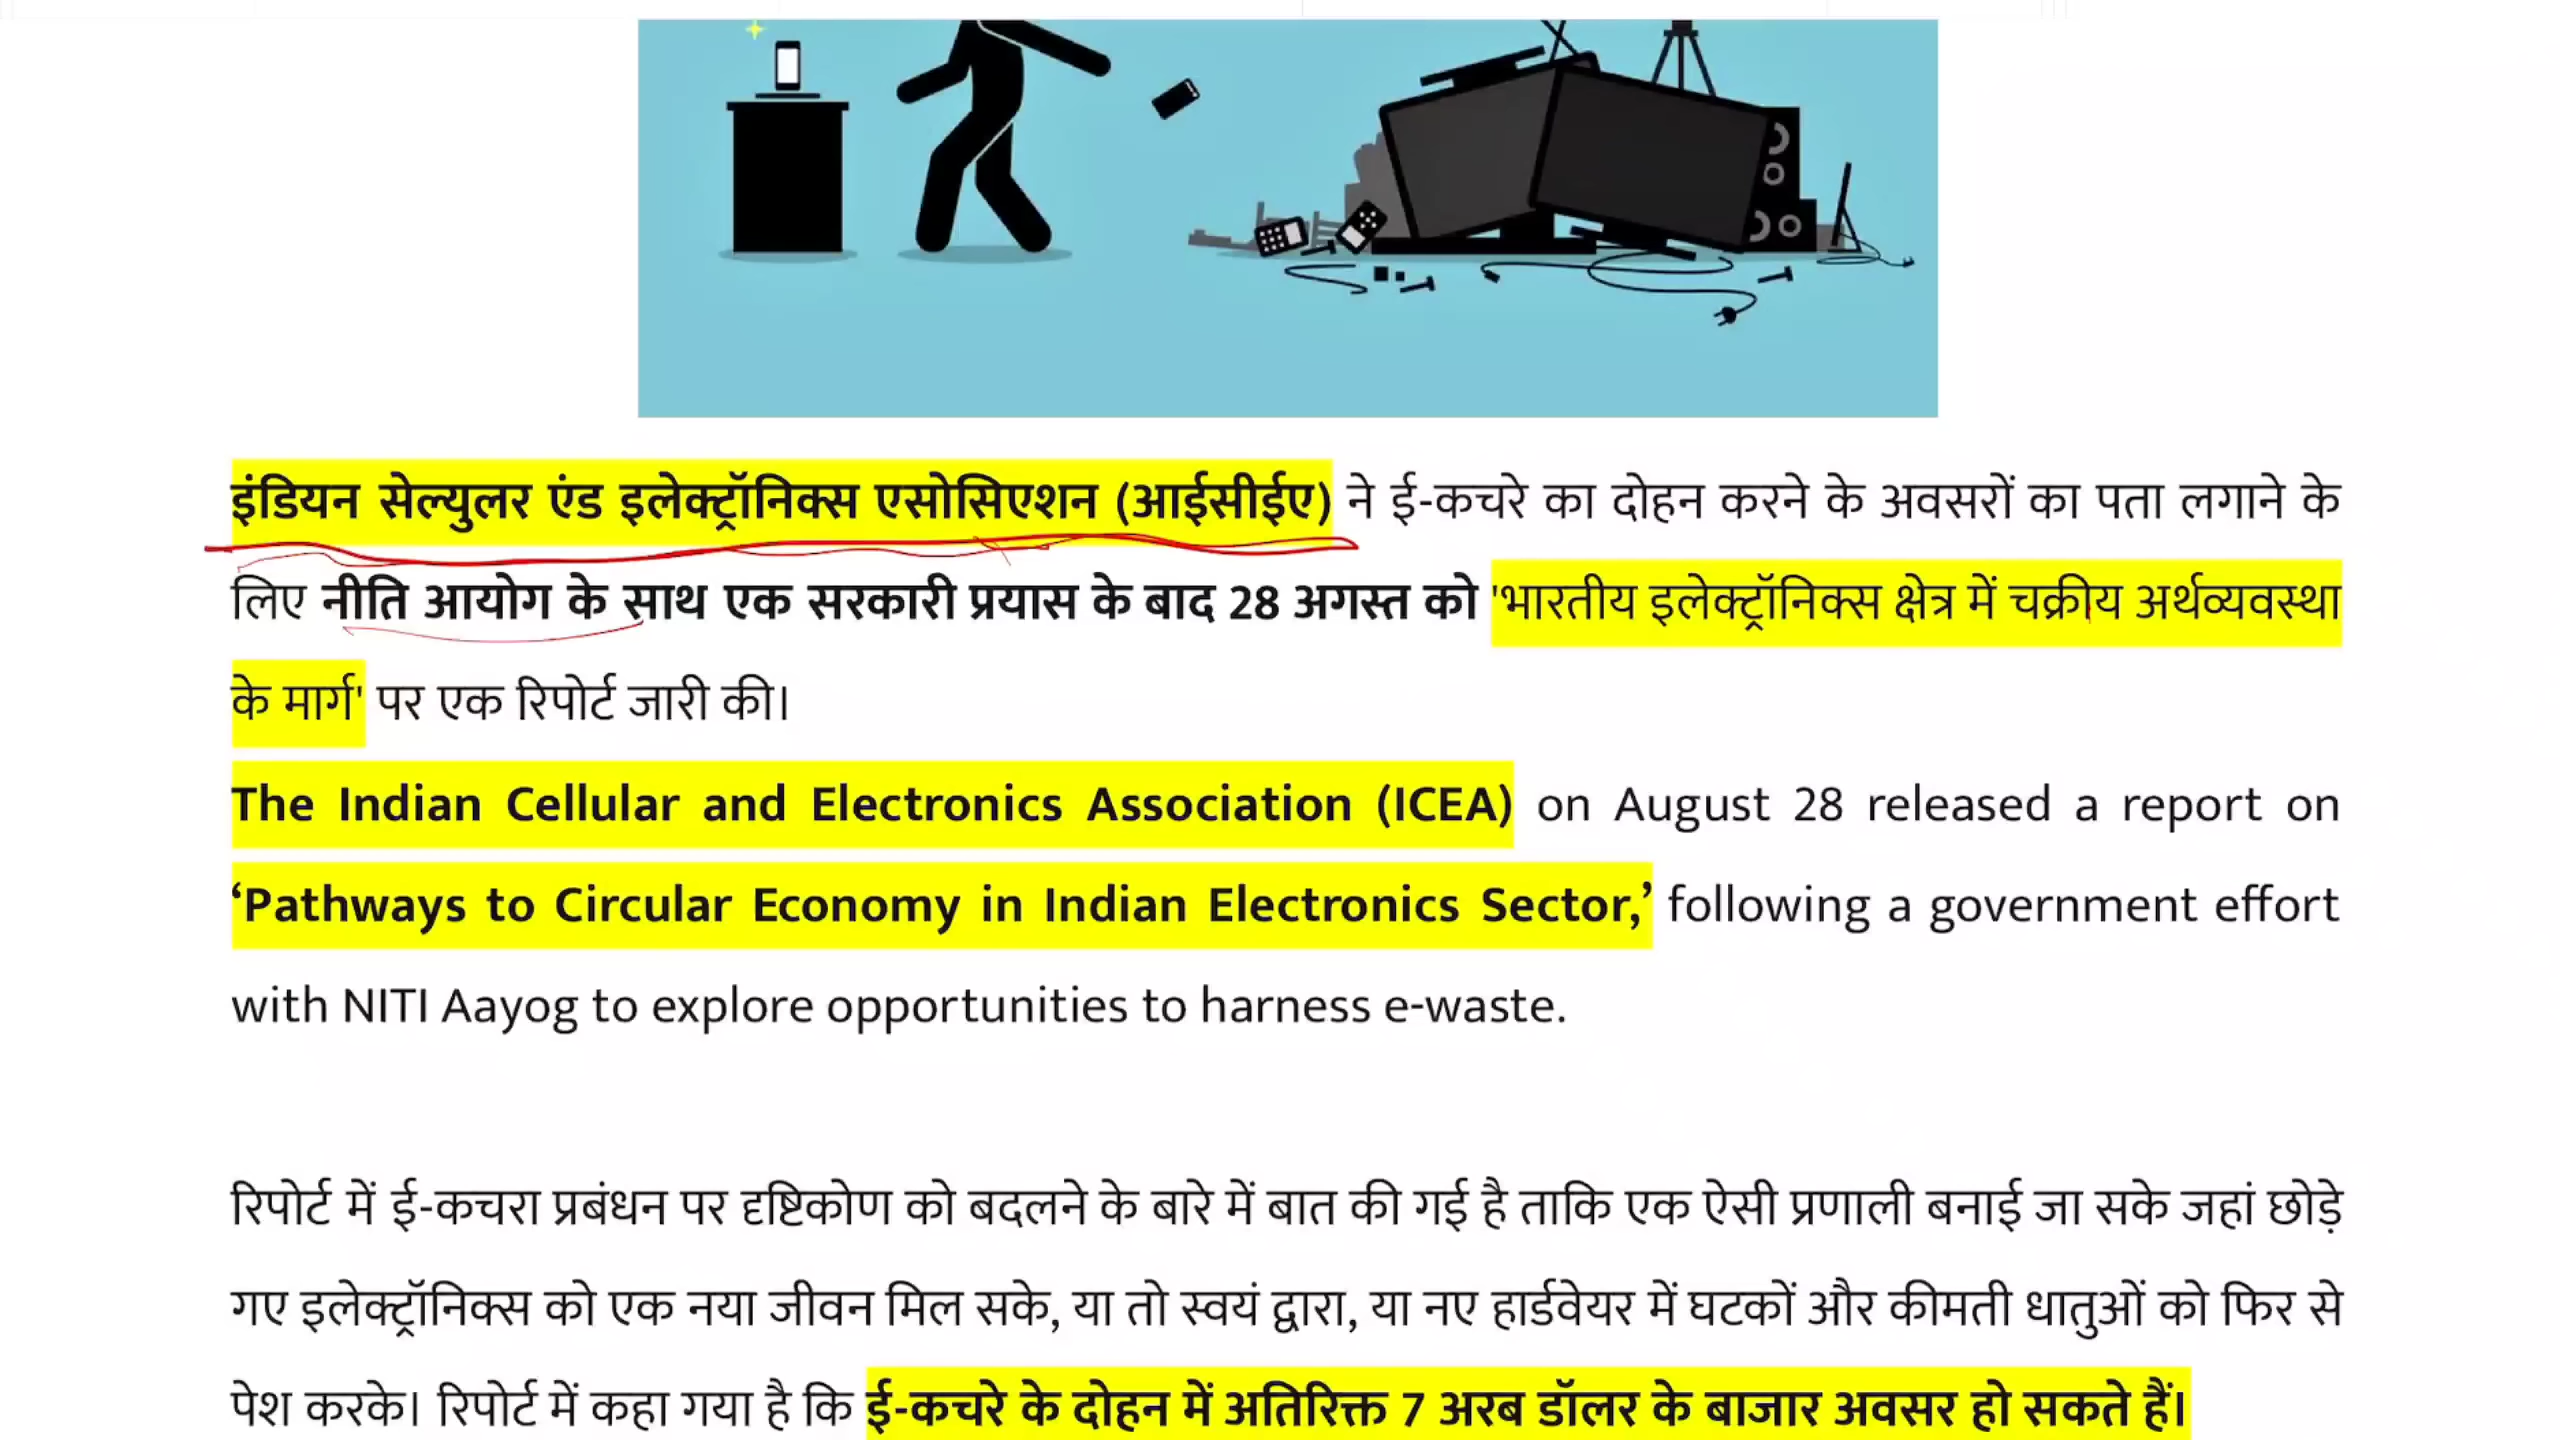 इंडियन सेल्युलर एंड इलेक्ट्रॉनिक्स एसोसिएशन (आईसीईए) ने ई-कचरे का दोहन करने के अवसरों का पता लगाने के
लिए नीति आयोग के साथ एक सरकारी प्रयास के बाद 28 अगस्त को 'भारतीय इलेक्ट्रॉनिक्स क्षेत्र में चक्रीय अर्थव्यवस्था
के मार्ग' पर एक रिपोर्ट जारी की।
The Indian Cellular and Electronics Association (ICEA) on August 28 released a report on
‘Pathways to Circular Economy in Indian Electronics Sector,’ following a government effort
with NITI Aayog to explore opportunities to harness e-waste.
रिपोर्ट में ई-कचरा प्रबंधन पर दृष्टिकोण को बदलने के बारे में बात की गई है ताकि एक ऐसी प्रणाली बनाई जा सके जहां छोड़े
गए इलेक्ट्रॉनिक्स को एक नया जीवन मिल सके, या तो स्वयं द्वारा, या नए हार्डवेयर में घटकों और कीमती धातुओं को फिर से
पेश करके। रिपोर्ट में कहा गया है कि ई-कचरे के दोहन में अतिरिक्त 7 अरब डॉलर के बाजार अवसर हो सकते हैं।